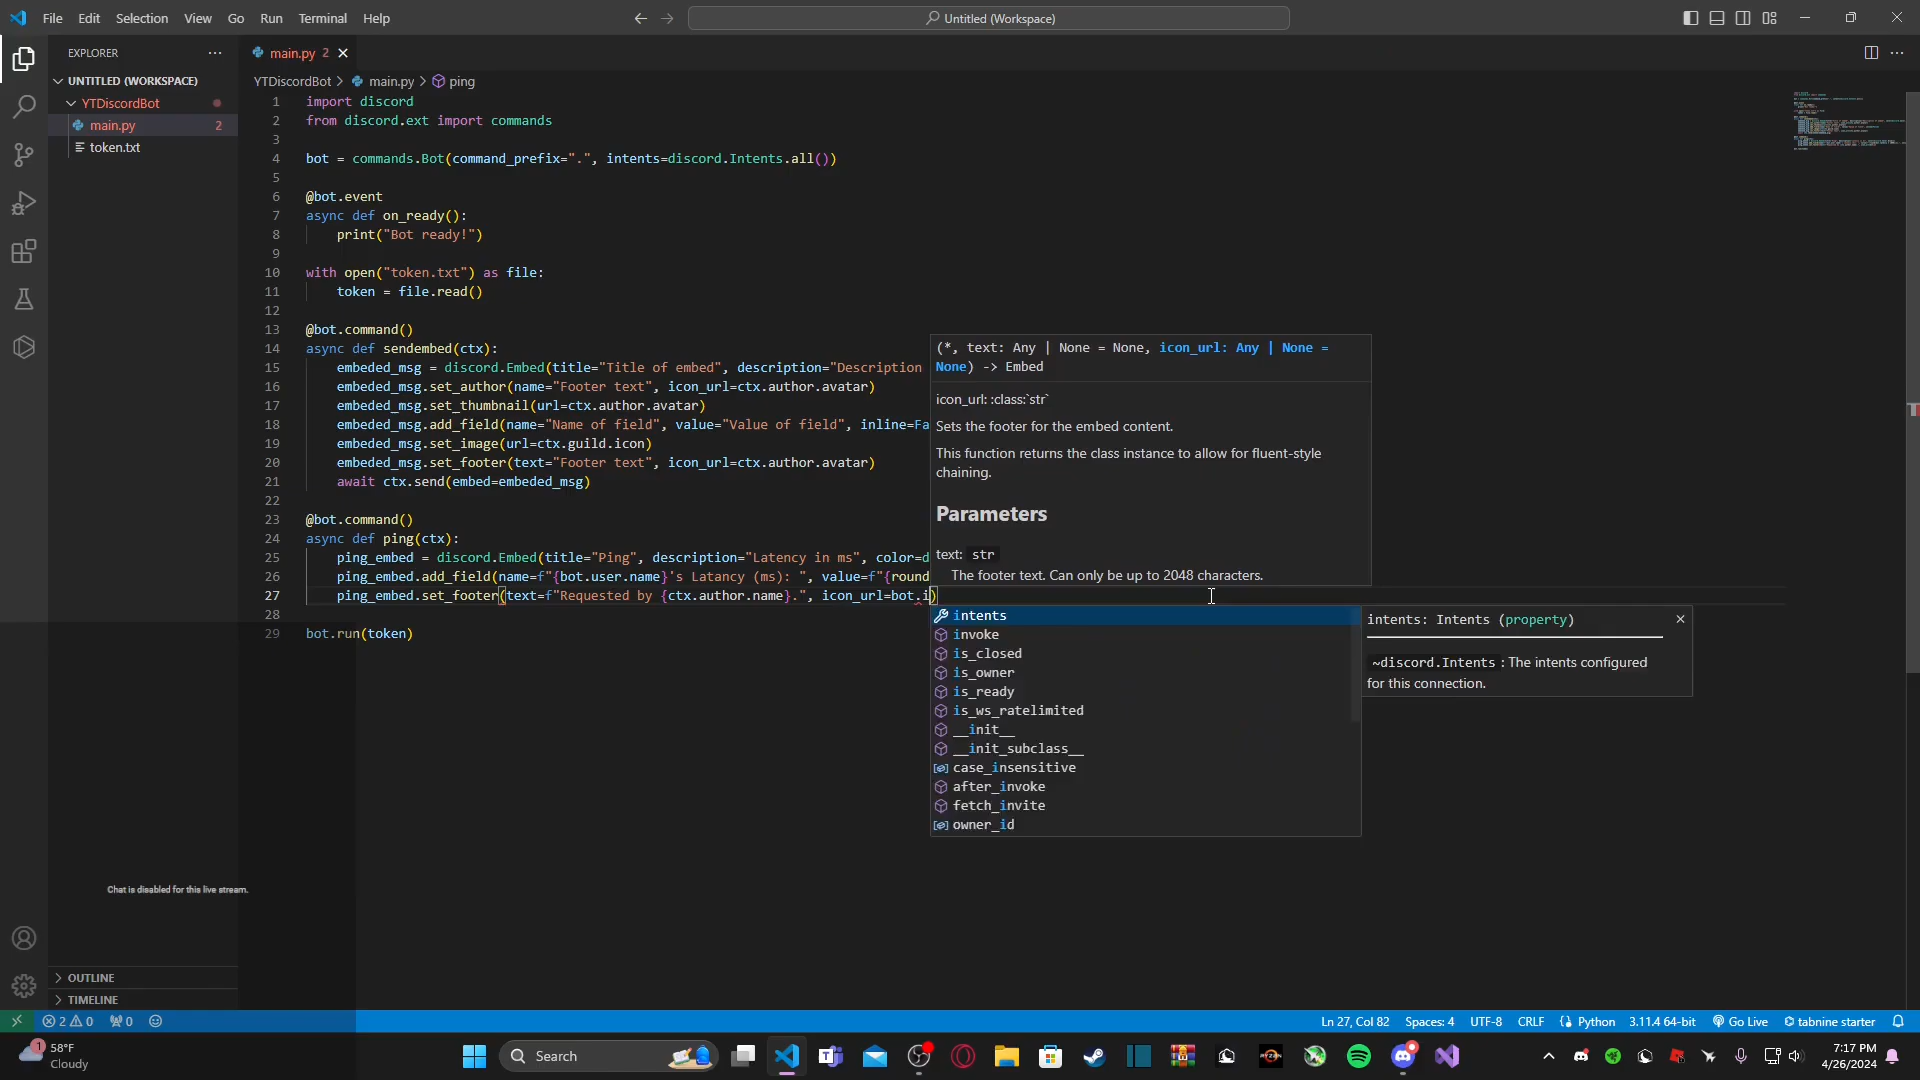 File Edit Selection View Go Run Terminal Help
Untitled (Workspace)
EXPLORER
main.py 2
UNTITLED (WORKSPACE)
YTDiscordBot > main.py > ping
YTDiscordBot
main.py 2
token.txt
1 import discord
2 from discord.ext import commands
3
4 bot = commands.Bot(command_prefix=".", intents=discord.Intents.all())
5
6 @bot.event
7 async def on_ready():
8 print("Bot ready!")
9
10 with open("token.txt") as file:
11 token = file.read()
12
13 @bot.command()
14 async def sendembed(ctx):
15 embeded_msg = discord.Embed(title="Title of embed", description="Description
16 embeded_msg.set_author(name="Footer text", icon_url=ctx.author.avatar)
17 embeded_msg.set_thumbnail(url=ctx.author.avatar)
18 embeded_msg.add_field(name="Name of field", value="Value of field", inline=Fa
19 embeded_msg.set_image(url=ctx.guild.icon)
20 embeded_msg.set_footer(text="Footer text", icon_url=ctx.author.avatar)
21 await ctx.send(embed=embeded_msg)
22
23 @bot.command()
24 async def ping(ctx):
25 ping_embed = discord.Embed(title="Ping", description="Latency in ms", color=d
26 ping_embed.add_field(name=f"{bot.user.name}'s Latancy (ms): ", value=f"{round
27 ping_embed.set_footer(text=f"Requested by {ctx.author.name}.", icon_url=bot.i)
28
29 bot.run(token)
(*, text: Any | None = None, icon_url: Any | None =
None) -> Embed
icon_url: :class:`str`
Sets the footer for the embed content.
This function returns the class instance to allow for fluent-style
chaining.
Parameters
text: str
The footer text. Can only be up to 2048 characters.
intents
invoke
is_closed
is_owner
is_ready
is_ws_ratelimited
__init__
__init_subclass__
case_insensitive
after_invoke
fetch_invite
owner_id
intents: Intents (property)
~discord.Intents : The intents configured
for this connection.
Chat is disabled for this live stream.
OUTLINE
TIMELINE
2 0 0
Ln 27, Col 82 Spaces: 4 UTF-8 CRLF Python 3.11.4 64-bit Go Live tabnine starter
1
58°F
Cloudy
Search
7:17 PM
4/26/2024